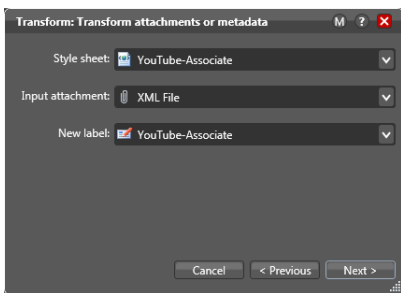 Transform: Transform attachments or metadata M ? X
Style sheet: YouTube-Associate
Input attachment: XML File
New label: YouTube-Associate
Cancel < Previous Next >